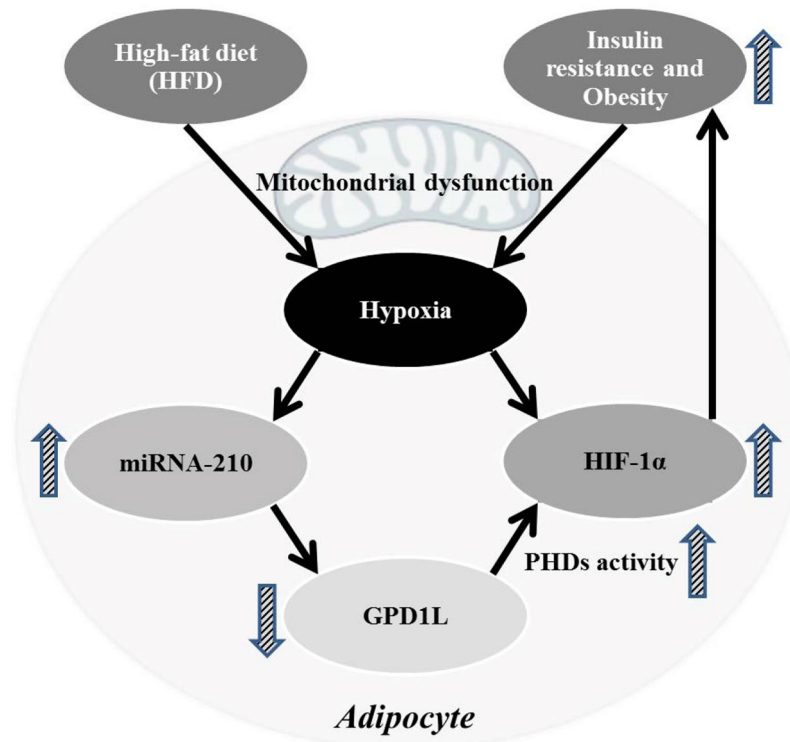 High-fat diet
(HFD)
Insulin
resistance and
Obesity
Mitochondrial dysfunction
Hypoxia
miRNA-210
HIF-1α
PHDs activity
GPD1L
Adipocyte